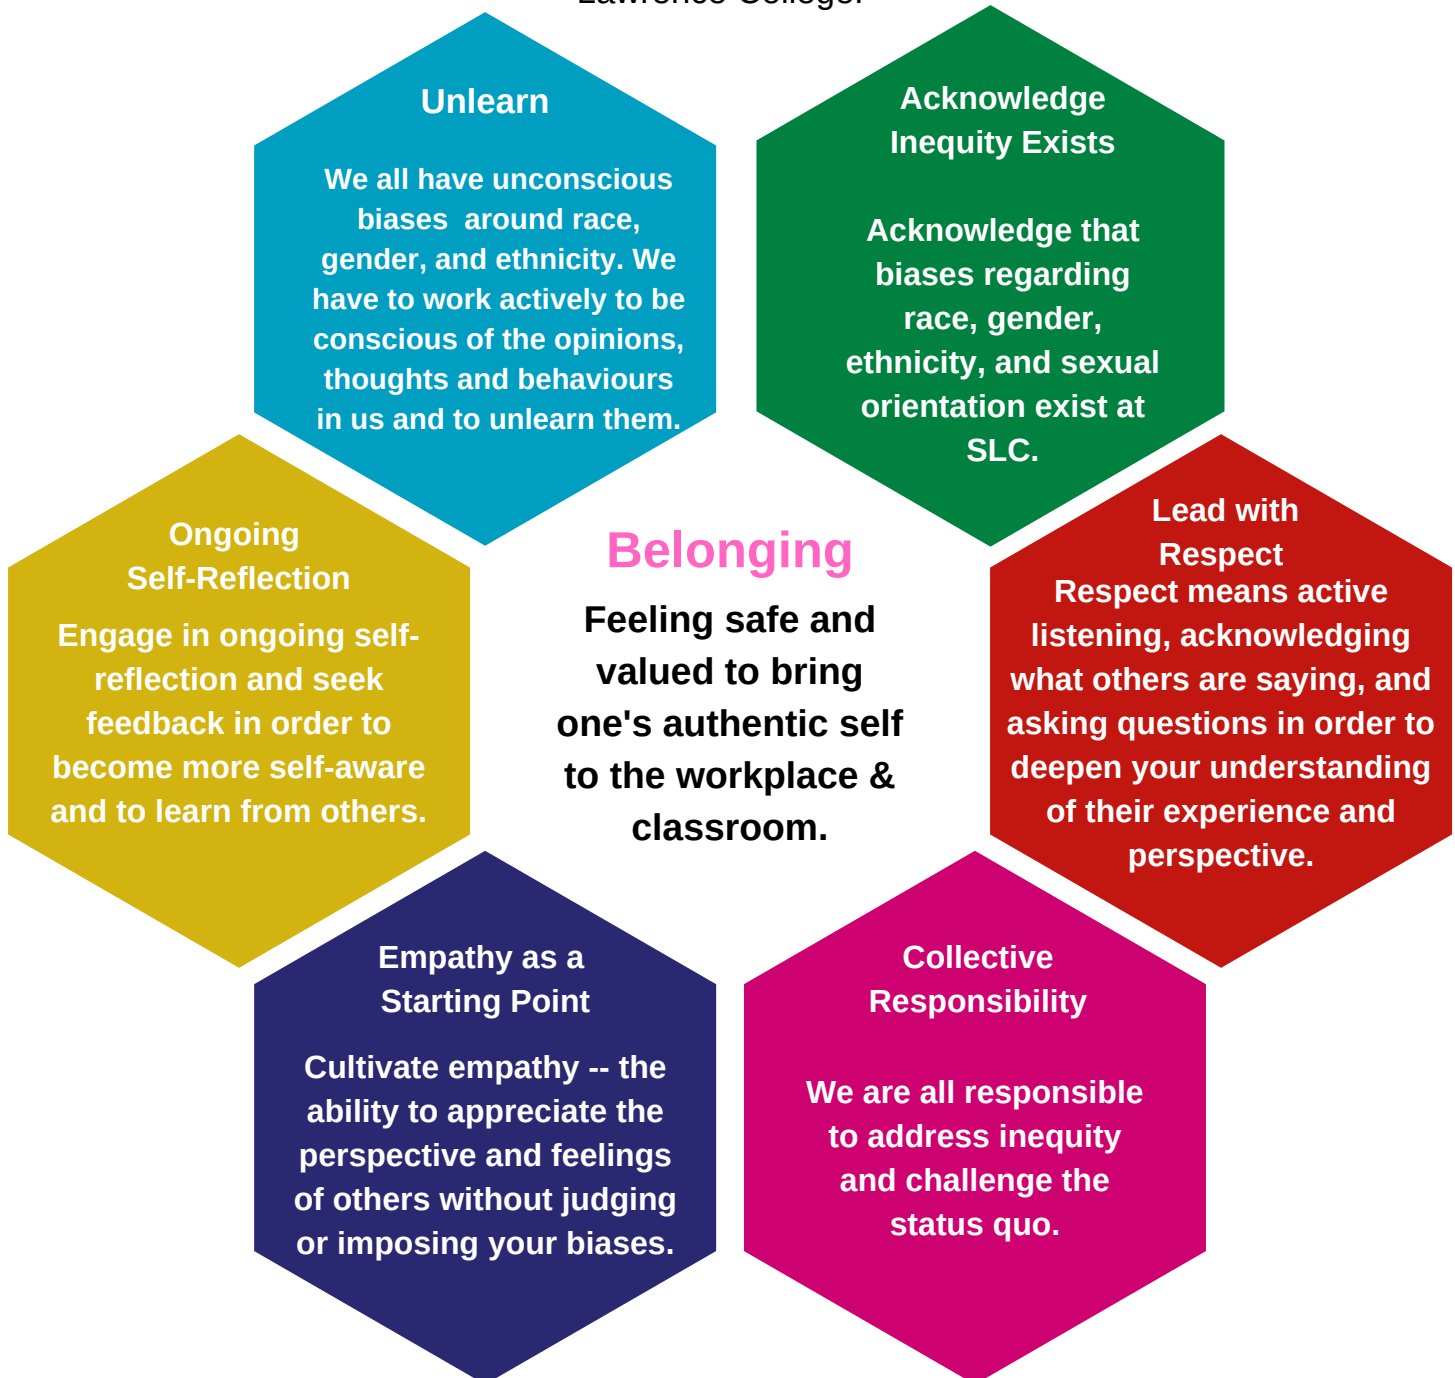 Lawrence College.
Unlearn
We all have unconscious
biases  around race,
gender, and ethnicity. We
have to work actively to be
conscious of the opinions,
thoughts and behaviours
in us and to unlearn them.
Acknowledge
Inequity Exists
Acknowledge that
biases regarding
race, gender,
ethnicity, and sexual
orientation exist at
SLC.
Ongoing
Self-Reflection
Engage in ongoing self-
reflection and seek
feedback in order to
become more self-aware
and to learn from others.
Belonging
Feeling safe and
valued to bring
one's authentic self
to the workplace &
classroom.
Lead with
Respect
Respect means active
listening, acknowledging
what others are saying, and
asking questions in order to
deepen your understanding
of their experience and
perspective.
Empathy as a
Starting Point
Cultivate empathy -- the
ability to appreciate the
perspective and feelings
of others without judging
or imposing your biases.
Collective
Responsibility
We are all responsible
to address inequity
and challenge the
status quo.